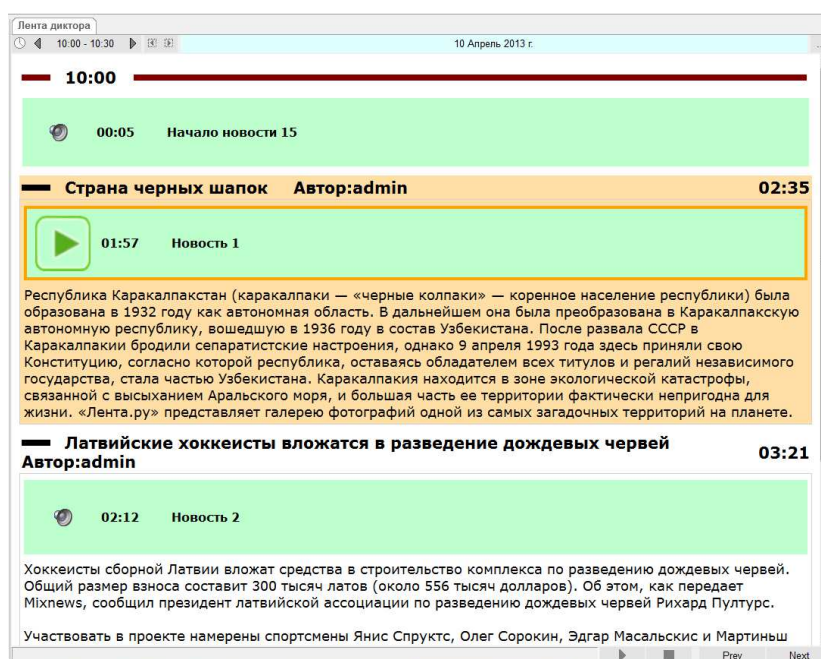 Лента диктора
10:00 - 10:30 10 Апрель 2013 г.
10:00
00:05 Начало новости 15
Страна черных шапок Автор:admin 02:35
01:57 Новость 1
Республика Каракалпакстан (каракалпаки — «черные колпаки» — коренное население республики) была
образована в 1932 году как автономная область. В дальнейшем она была преобразована в Каракалпакскую
автономную республику, вошедшую в 1936 году в состав Узбекистана. После развала СССР в
Каракалпакии бродили сепаратистские настроения, однако 9 апреля 1993 года здесь приняли свою
Конституцию, согласно которой республика, оставаясь обладателем всех титулов и регалий независимого
государства, стала частью Узбекистана. Каракалпакия находится в зоне экологической катастрофы,
связанной с высыханием Аральского моря, и большая часть ее территории фактически непригодна для
жизни. «Лента.ру» представляет галерею фотографий одной из самых загадочных территорий на планете.
Латвийские хоккеисты вложатся в разведение дождевых червей
Автор:admin 03:21
02:12 Новость 2
Хоккеисты сборной Латвии вложат средства в строительство комплекса по разведению дождевых червей.
Общий размер взноса составит 300 тысяч латов (около 556 тысяч долларов). Об этом, как передает
Mixnews, сообщил президент латвийской ассоциации по разведению дождевых червей Рихард Пултурс.
Участвовать в проекте намерены спортсмены Янис Спруктс, Олег Сорокин, Эдгар Масальскис и Мартиньш
Prev Next